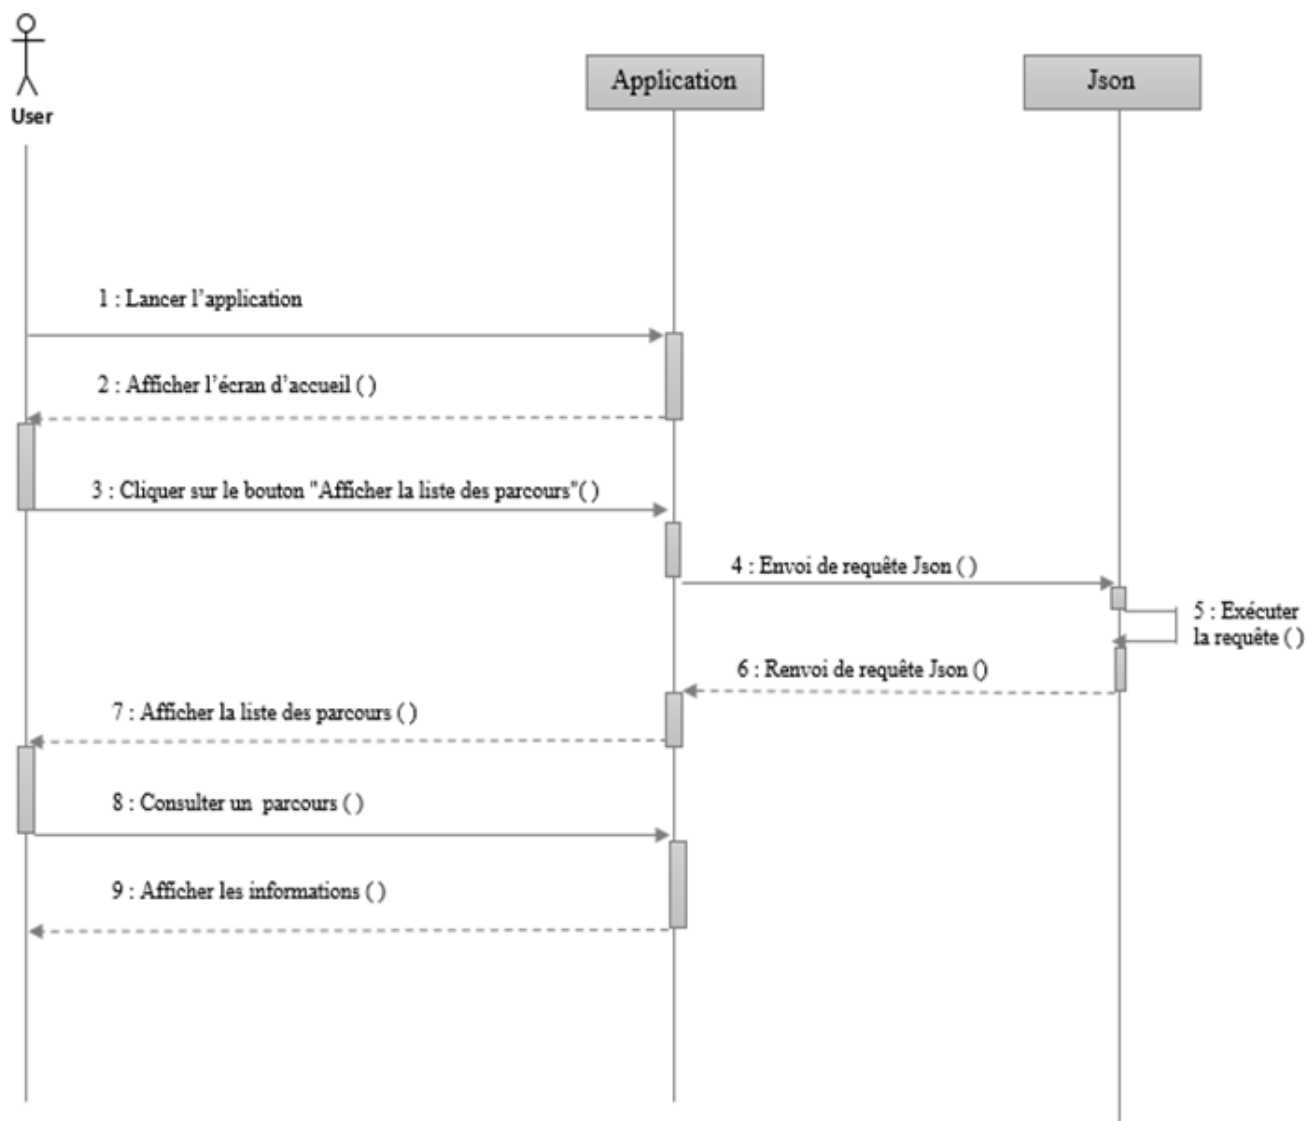 User
Application
Json
1 : Lancer l’application
2 : Afficher l’écran d’accueil ( )
3 : Cliquer sur le bouton "Afficher la liste des parcours"( )
4 : Envoi de requête Json ( )
5 : Exécuter
la requête ( )
6 : Renvoi de requête Json ()
7 : Afficher la liste des parcours ( )
8 : Consulter un parcours ( )
9 : Afficher les informations ( )